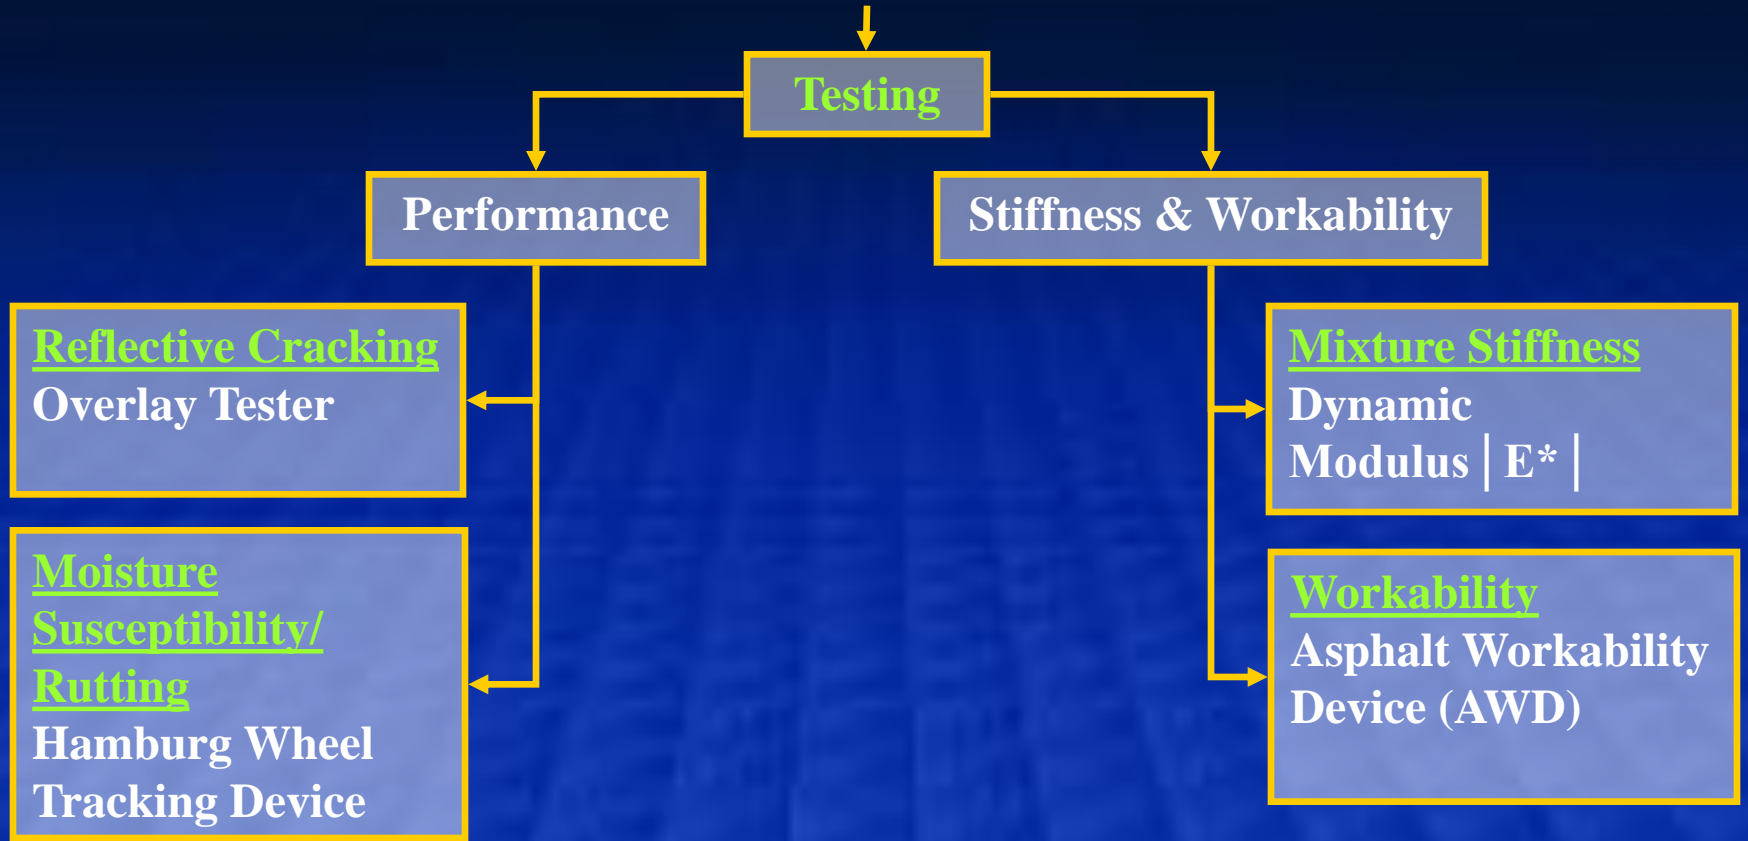 Testing
Performance
Stiffness & Workability
Reflective Cracking
Overlay Tester
Mixture Stiffness
Dynamic
Modulus | E* |
Moisture
Susceptibility/
Rutting
Hamburg Wheel
Tracking Device
Workability
Asphalt Workability
Device (AWD)